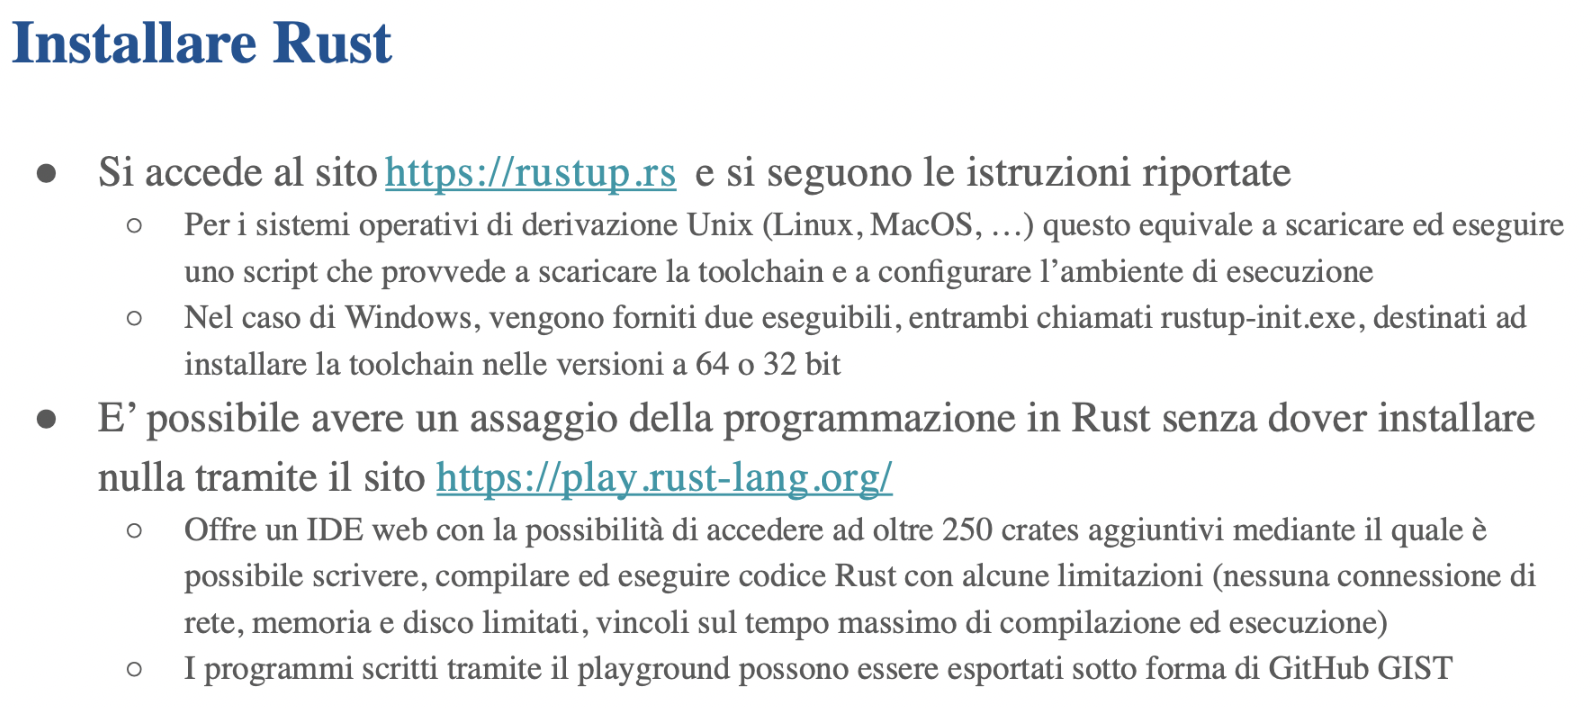 Installare Rust
● Si accede al sito https://rustup.rs e si seguono le istruzioni riportate
○ Per i sistemi operativi di derivazione Unix (Linux, MacOS, …) questo equivale a scaricare ed eseguire
uno script che provvede a scaricare la toolchain e a configurare l’ambiente di esecuzione
○ Nel caso di Windows, vengono forniti due eseguibili, entrambi chiamati rustup-init.exe, destinati ad
installare la toolchain nelle versioni a 64 o 32 bit
● E’ possibile avere un assaggio della programmazione in Rust senza dover installare
nulla tramite il sito https://play.rust-lang.org/
○ Offre un IDE web con la possibilità di accedere ad oltre 250 crates aggiuntivi mediante il quale è
possibile scrivere, compilare ed eseguire codice Rust con alcune limitazioni (nessuna connessione di
rete, memoria e disco limitati, vincoli sul tempo massimo di compilazione ed esecuzione)
○ I programmi scritti tramite il playground possono essere esportati sotto forma di GitHub GIST